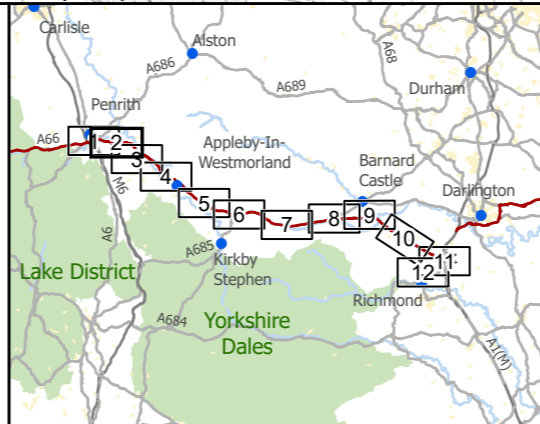 Carlisle
Alston
A68
A686
A689
Durham
Penrith
A66
1
2
3
Appleby-In-
Westmorland
Barnard
Castle
Darlington
4
M6
5
6
7
8
9
10
11
12
A6
A685
Kirkby
Stephen
Lake District
Richmond
A684
Yorkshire
Dales
A1(M)